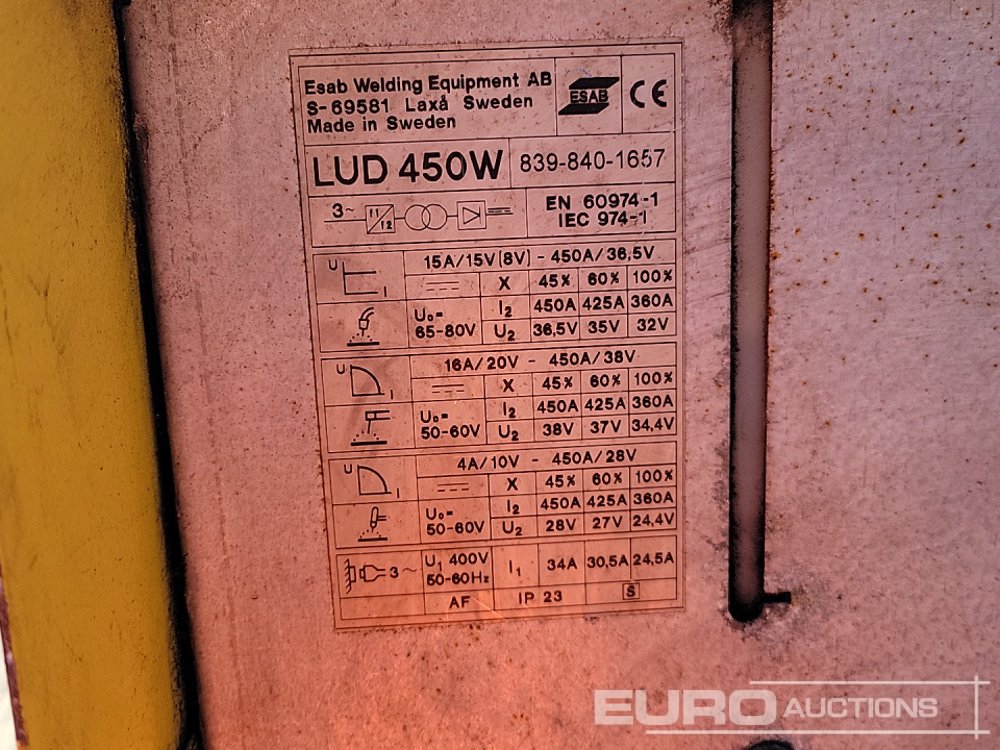 Esab Welding Equipment AB
S-69581 Laxå Sweden
Made in Sweden
ESAB
CE
LUD 450W
839-840-1657
3~
EN 60974-1
IEC 974-1
U
I
15A/15V(8V) - 450A/36,5V
X 45% 60% 100%
U₀=
65-80V
I₂ 450A 425A 360A
U₂ 36,5V 35V 32V
U
I
16A/20V - 450A/38V
X 45% 60% 100%
U₀=
50-60V
I₂ 450A 425A 360A
U₂ 38V 37V 34,4V
U
I
4A/10V - 450A/28V
X 45% 60% 100%
U₀=
50-60V
I₂ 450A 425A 360A
U₂ 28V 27V 24,4V
3~
U₁ 400V
50-60Hz
I₁ 34A 30,5A 24,5A
AF IP 23 S
EURO AUCTIONS